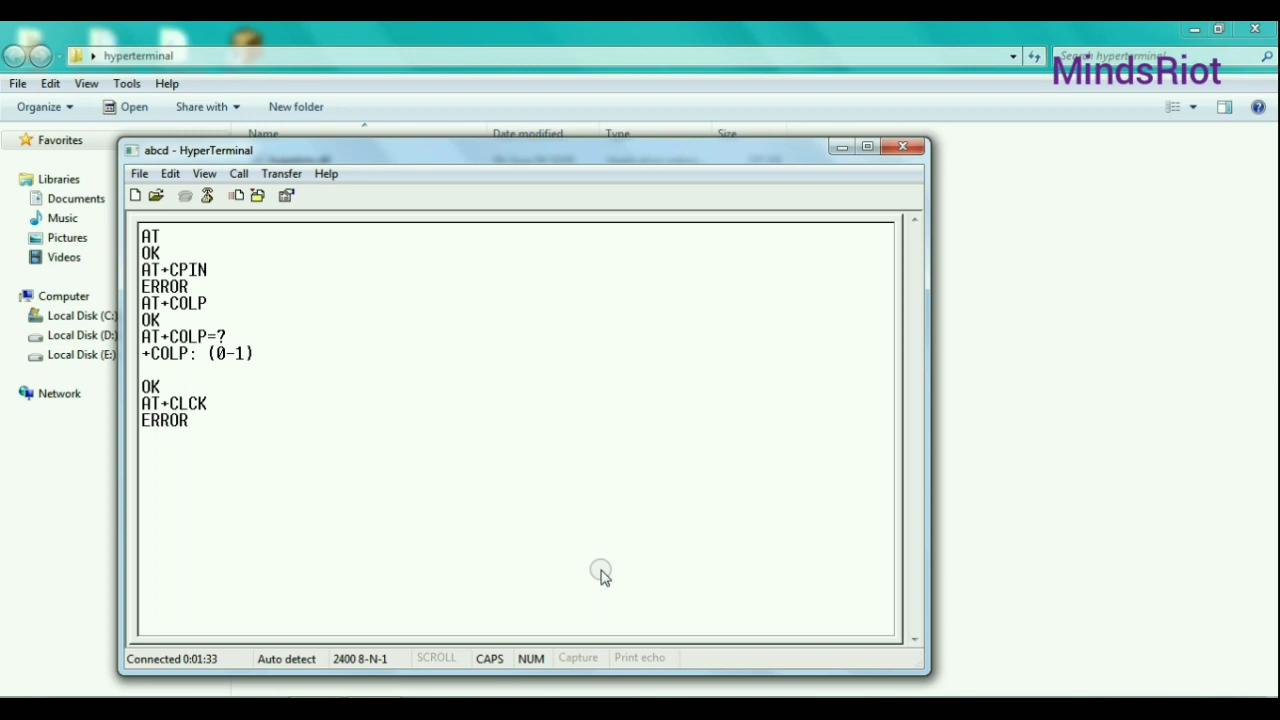 hyperterminal
Search hyperterminal
MindsRiot
File Edit View Tools Help
Organize Open Share with New folder
Name Date modified Type Size
Favorites
Libraries
Documents
Music
Pictures
Videos
Computer
Local Disk (C:)
Local Disk (D:)
Local Disk (E:)
Network
abcd - HyperTerminal
File Edit View Call Transfer Help
AT
OK
AT+CPIN
ERROR
AT+COLP
OK
AT+COLP=?
+COLP: (0-1)
OK
AT+CLCK
ERROR
Connected 0:01:33 Auto detect 2400 8-N-1 SCROLL CAPS NUM Capture Print echo